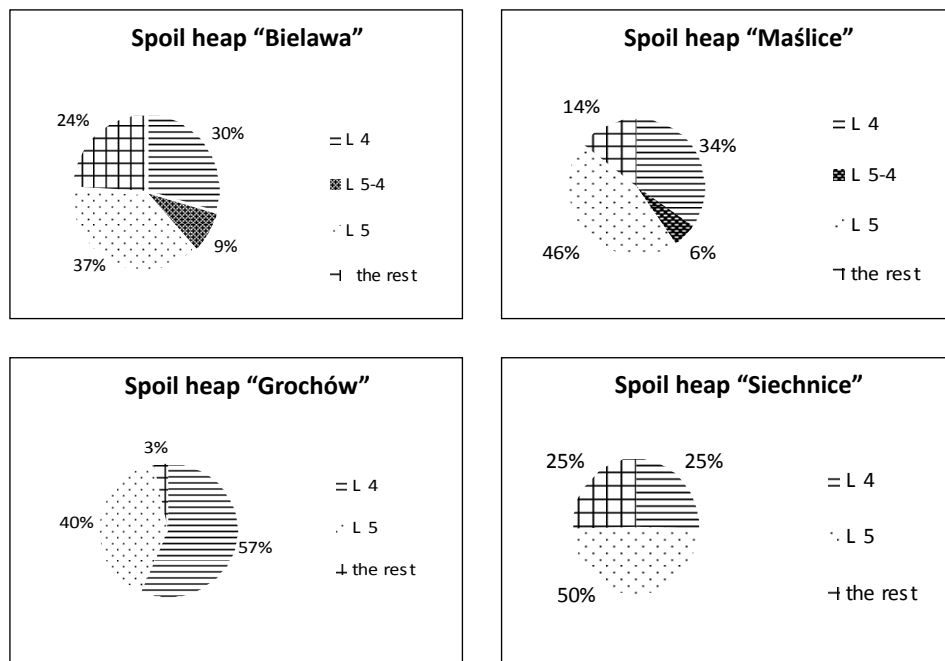 Spoil heap “Bielawa”
24%
30%
37%
9%
L 4
L 5-4
L 5
the rest
Spoil heap “Maślice”
14%
34%
46%
6%
L 4
L 5-4
L 5
the rest
Spoil heap “Grochów”
3%
40%
57%
L 4
L 5
the rest
Spoil heap “Siechnice”
25%
25%
50%
L 4
L 5
the rest